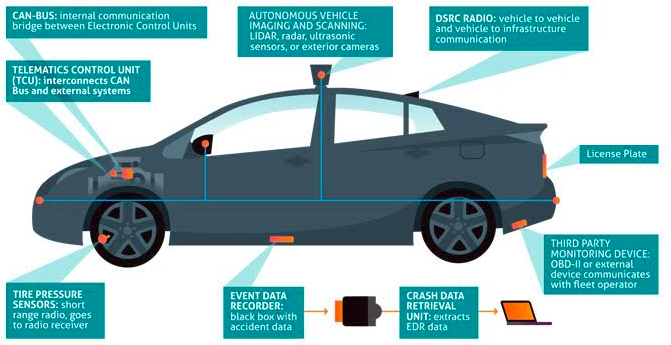 CAN-BUS: internal communication
bridge between Electronic Control Units
AUTONOMOUS VEHICLE
IMAGING AND SCANNING:
LIDAR, radar, ultrasonic
sensors, or exterior cameras
DSRC RADIO: vehicle to vehicle
and vehicle to infrastructure
communication
TELEMATICS CONTROL UNIT
(TCU): interconnects CAN
Bus and external systems
License Plate
THIRD PARTY
MONITORING DEVICE:
OBD-II or external
device communicates
with fleet operator
TIRE PRESSURE
SENSORS: short
range radio, goes
to radio receiver
EVENT DATA
RECORDER:
black box with
accident data
CRASH DATA
RETRIEVAL
UNIT: extracts
EDR data